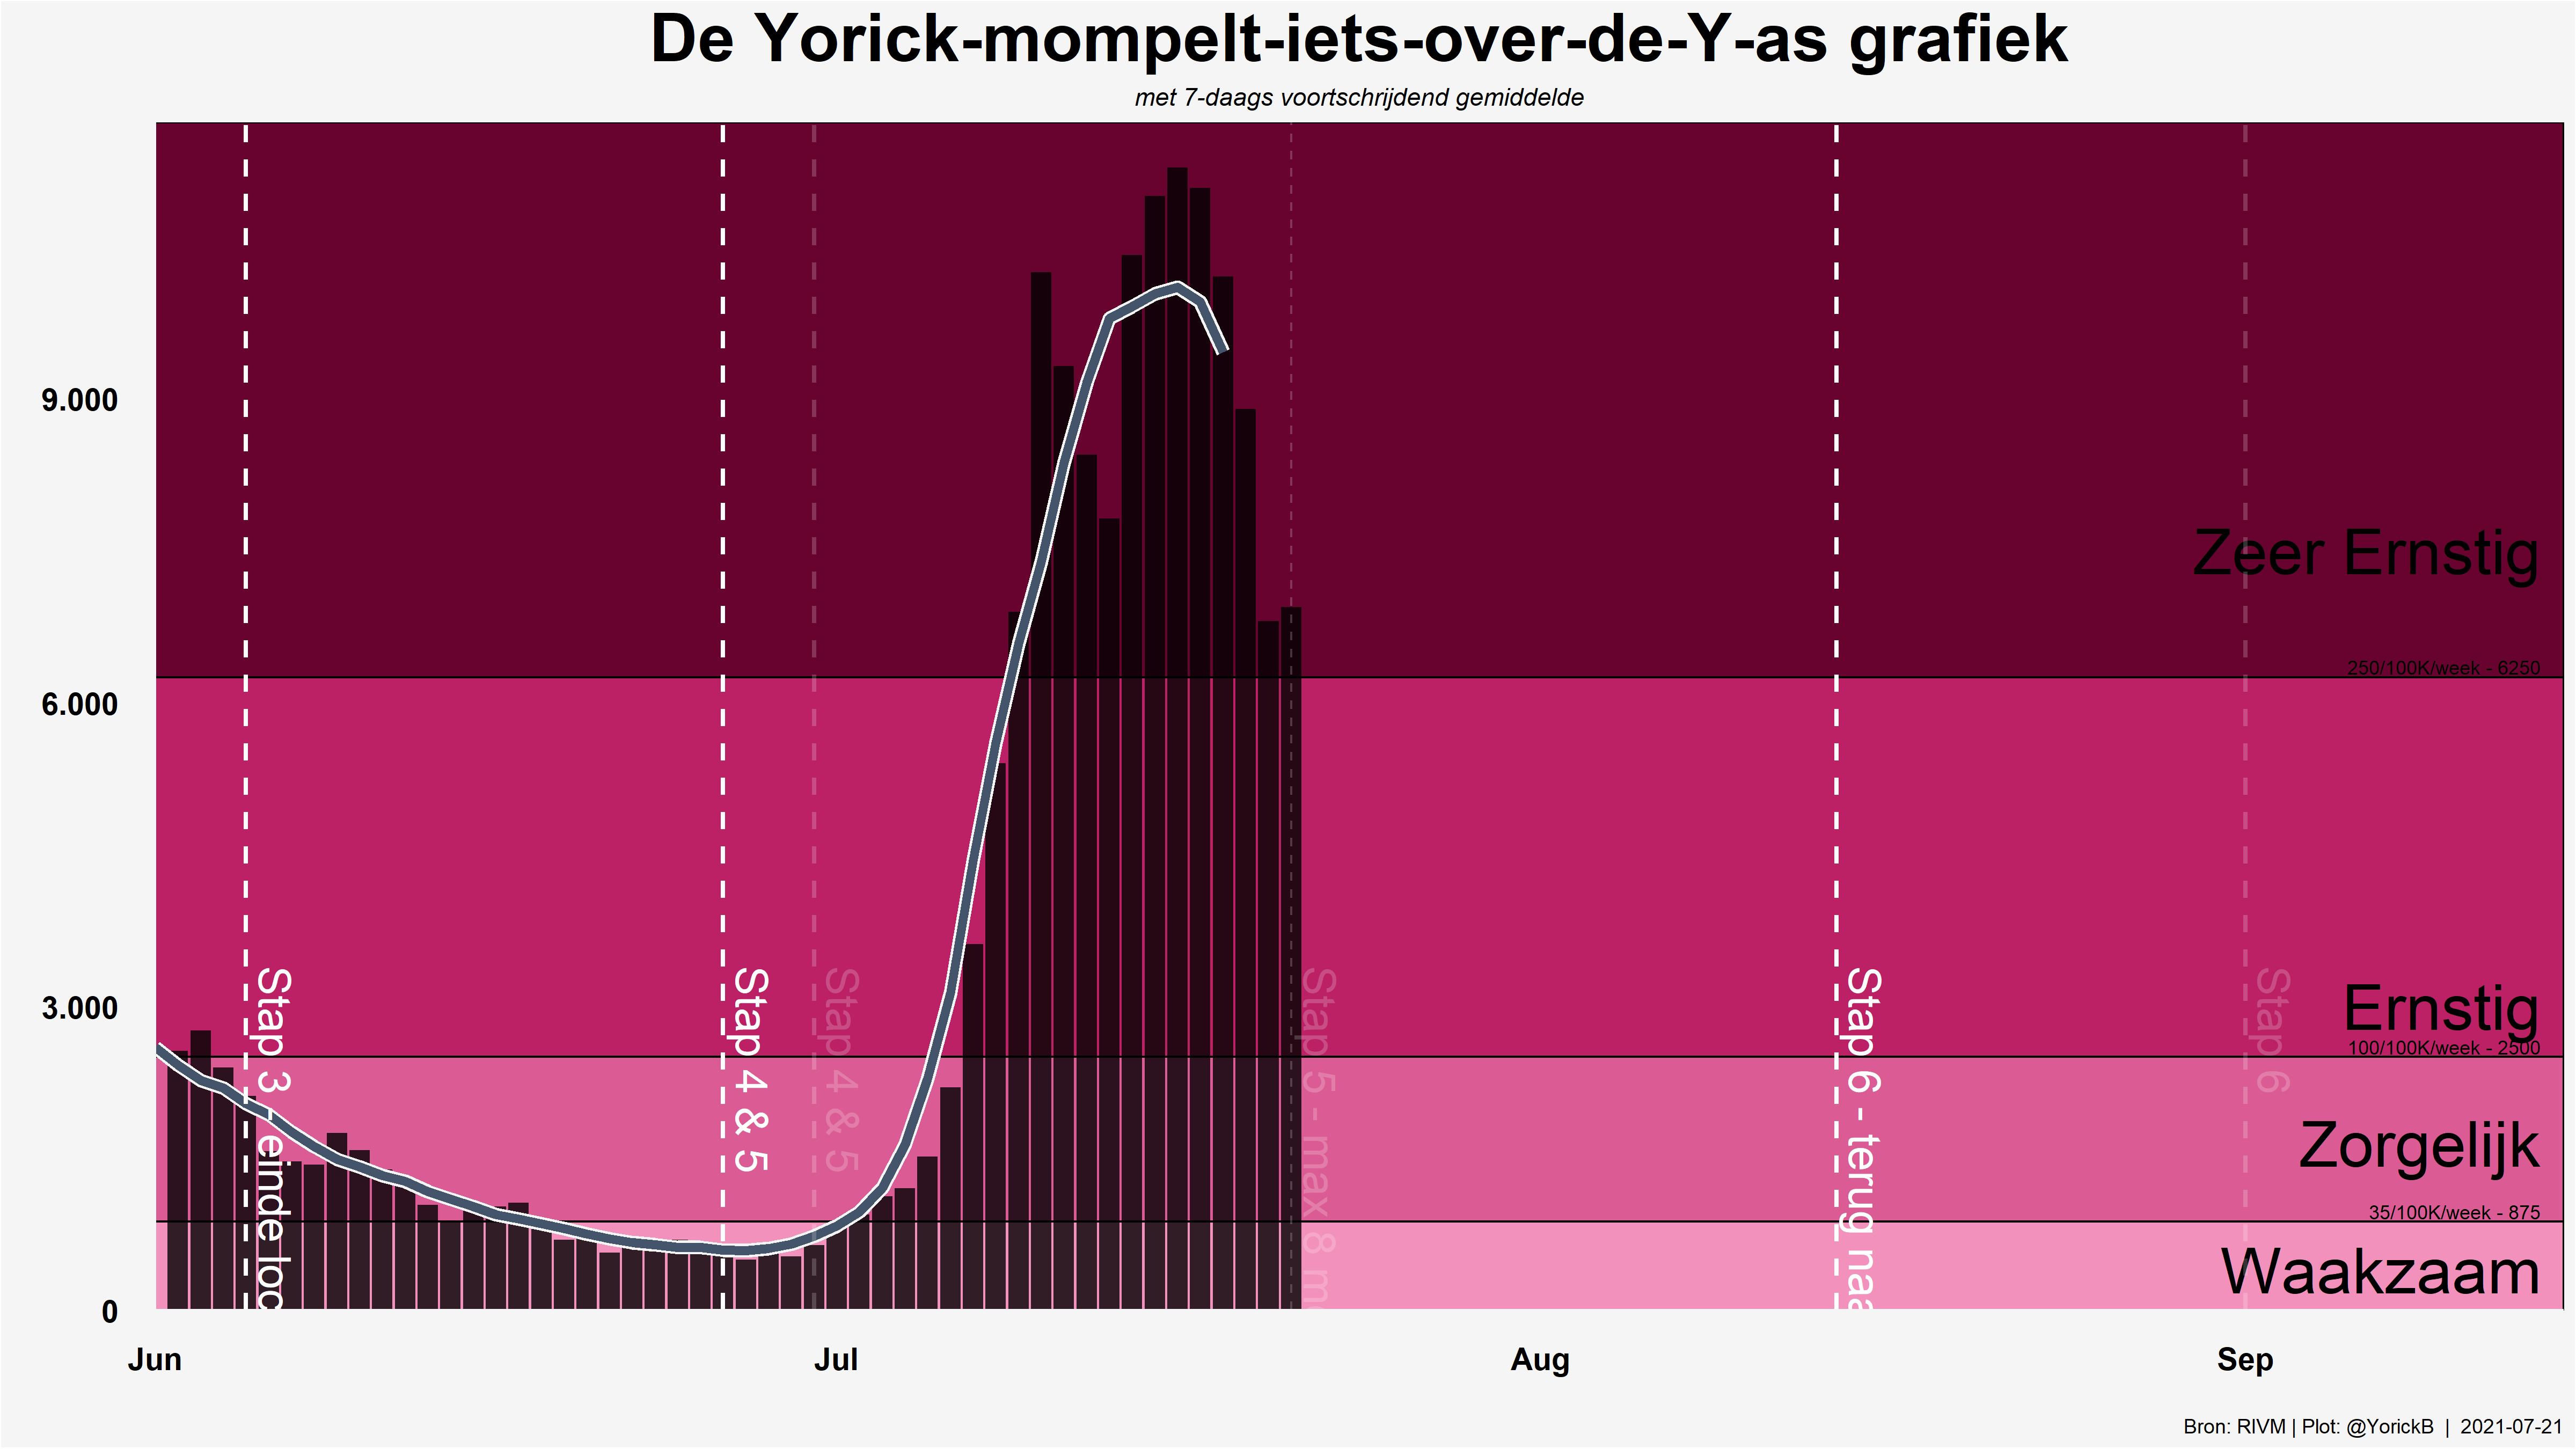 De Yorick-mompelt-iets-over-de-Y-as grafiek
met 7-daags voortschrijdend gemiddelde
9.000
6.000
3.000
0
Zeer Ernstig
250/100K/week - 6250
Ernstig
100/100K/week - 2500
Zorgelijk
35/100K/week - 875
Waakzaam
Stap 3 - einde loc
Stap 4 & 5
Stap 4 & 5
Stap 5 - max 8 m
Stap 6 - terug naa
Stap 6
Jun
Jul
Aug
Sep
Bron: RIVM | Plot: @YorickB | 2021-07-21